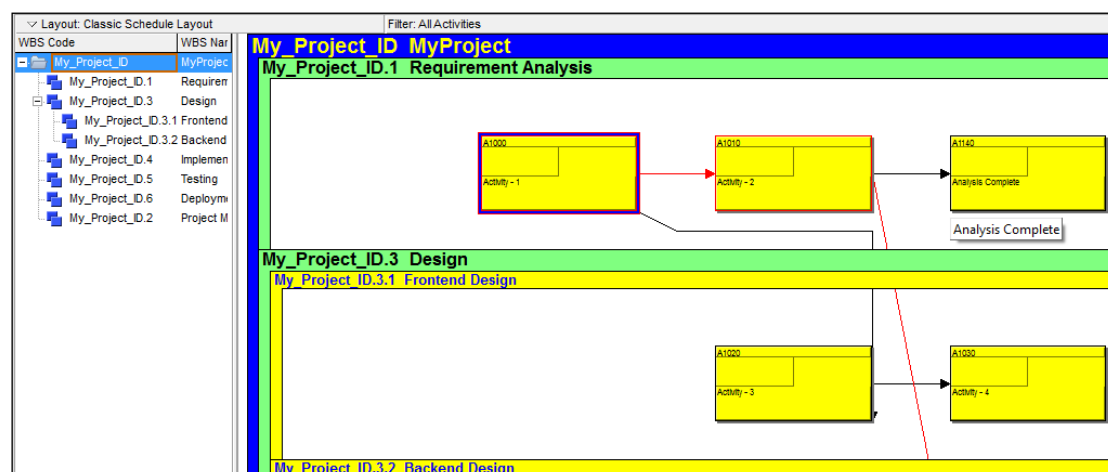 Layout: Classic Schedule Layout
Filter: All Activities
WBS Code
WBS Nar
My_Project_ID
MyProjec
My_Project_ID.1
Requirem
My_Project_ID.3
Design
My_Project_ID.3.1
Frontend
My_Project_ID.3.2
Backend
My_Project_ID.4
Implemen
My_Project_ID.5
Testing
My_Project_ID.6
Deployme
My_Project_ID.2
Project M
My_Project_ID MyProject
My_Project_ID.1 Requirement Analysis
A1000
Activity - 1
A1010
Activity - 2
A1140
Analysis Complete
Analysis Complete
My_Project_ID.3 Design
My_Project_ID.3.1 Frontend Design
A1020
Activity - 3
A1030
Activity - 4
My_Project_ID.3.2 Backend Design